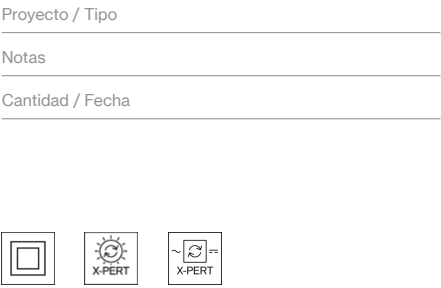 Proyecto / Tipo
Notas
Cantidad / Fecha
X-PERT
X-PERT